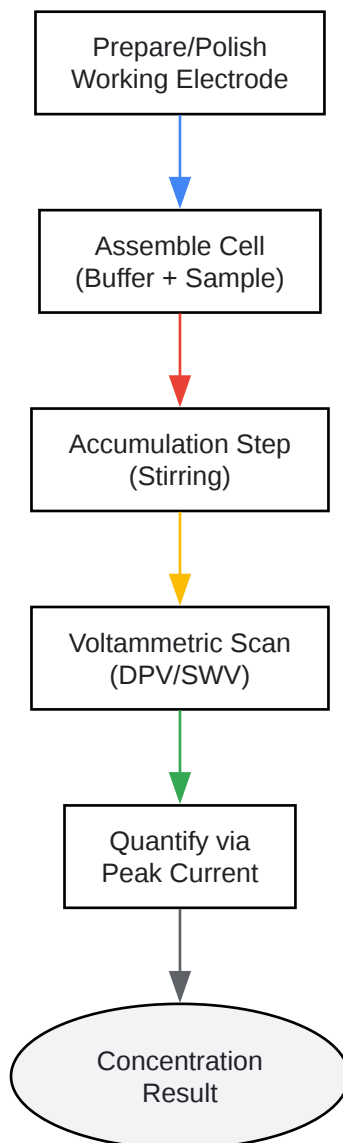 Prepare/Polish
Working Electrode
Assemble Cell
(Buffer + Sample)
Accumulation Step
(Stirring)
Voltammetric Scan
(DPV/SWV)
Quantify via
Peak Current
Concentration
Result